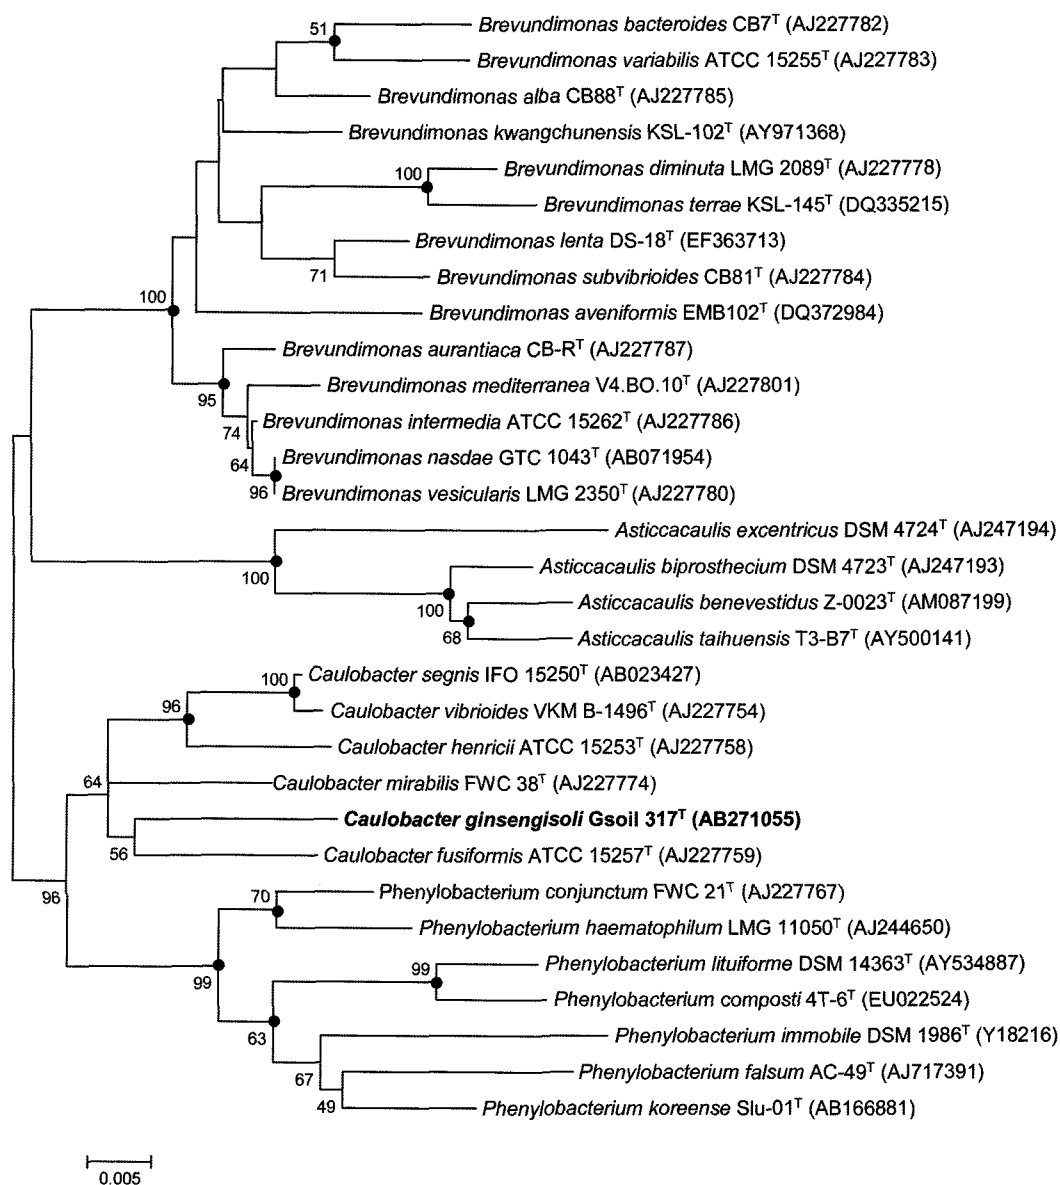 51
Brevundimonas bacteroides CB7T (AJ227782)
Brevundimonas variabilis ATCC 15255T (AJ227783)
Brevundimonas alba CB88T (AJ227785)
Brevundimonas kwangchunensis KSL-102T (AY971368)
100
Brevundimonas diminuta LMG 2089T (AJ227778)
Brevundimonas terrae KSL-145T (DQ335215)
Brevundimonas lenta DS-18T (EF363713)
71
Brevundimonas subvibrioides CB81T (AJ227784)
100
Brevundimonas aveniformis EMB102T (DQ372984)
Brevundimonas aurantiaca CB-RT (AJ227787)
95
Brevundimonas mediterranea V4.BO.10T (AJ227801)
74
Brevundimonas intermedia ATCC 15262T (AJ227786)
64
Brevundimonas nasdae GTC 1043T (AB071954)
96
Brevundimonas vesicularis LMG 2350T (AJ227780)
Asticcacaulis excentricus DSM 4724T (AJ247194)
100
Asticcacaulis biprosthecium DSM 4723T (AJ247193)
100
Asticcacaulis benevestidus Z-0023T (AM087199)
68
Asticcacaulis taihuensis T3-B7T (AY500141)
100
Caulobacter segnis IFO 15250T (AB023427)
96
Caulobacter vibrioides VKM B-1496T (AJ227754)
Caulobacter henricii ATCC 15253T (AJ227758)
64
Caulobacter mirabilis FWC 38T (AJ227774)
Caulobacter ginsengisoli Gsoil 317T (AB271055)
56
Caulobacter fusiformis ATCC 15257T (AJ227759)
96
70
Phenylobacterium conjunctum FWC 21T (AJ227767)
Phenylobacterium haematophilum LMG 11050T (AJ244650)
99
99
Phenylobacterium lituiforme DSM 14363T (AY534887)
Phenylobacterium composti 4T-6T (EU022524)
63
Phenylobacterium immobile DSM 1986T (Y18216)
67
Phenylobacterium falsum AC-49T (AJ717391)
49
Phenylobacterium koreense Slu-01T (AB166881)
0.005